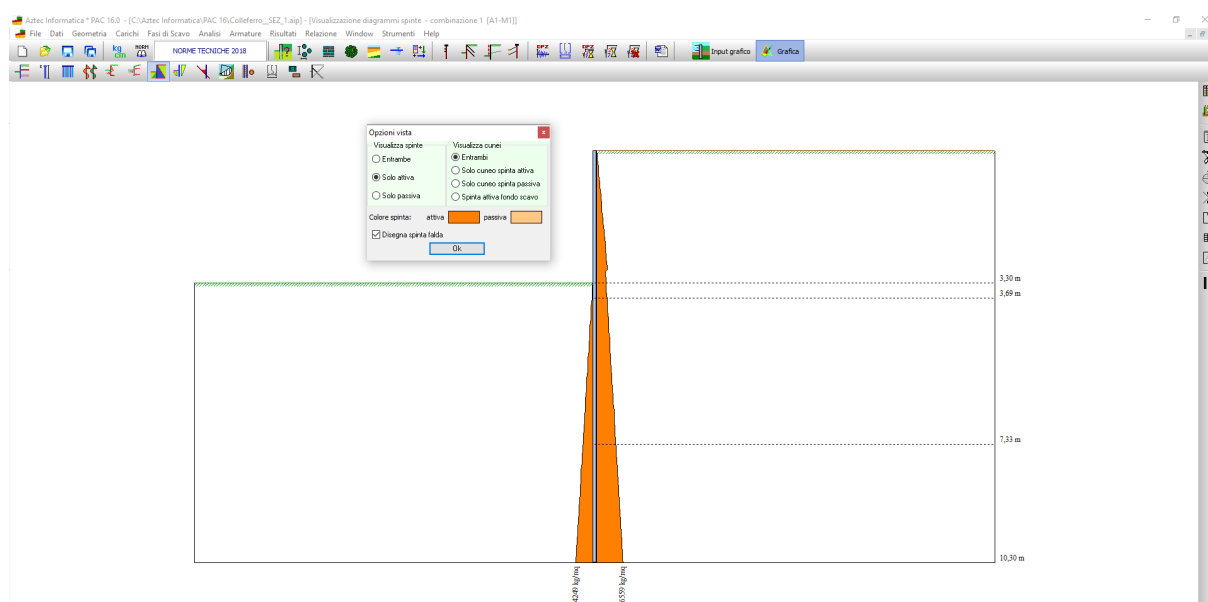 Aztec Informatica * PAC 16.0 - [C:\Aztec Informatica\PAC 16\Colleferro_SEZ_1.aip] - [Visualizzazione diagrammi spinte - combinazione 1 [A1-M1]]
File Dati Geometria Carichi Fasi di Scavo Analisi Armature Risultati Relazione Window Strumenti Help
kg cm NORM NORME TECNICHE 2018 Input grafico Grafica
Opzioni vista
Visualizza spinte
Entrambe
Solo attiva
Solo passiva
Visualizza cunei
Entrambi
Solo cuneo spinta attiva
Solo cuneo spinta passiva
Spinta attiva fondo scavo
Colore spinta: attiva passiva
Disegna spinta falda
Ok
3,30 m
3,69 m
7,33 m
10,30 m
4249 kg/mq
6559 kg/mq